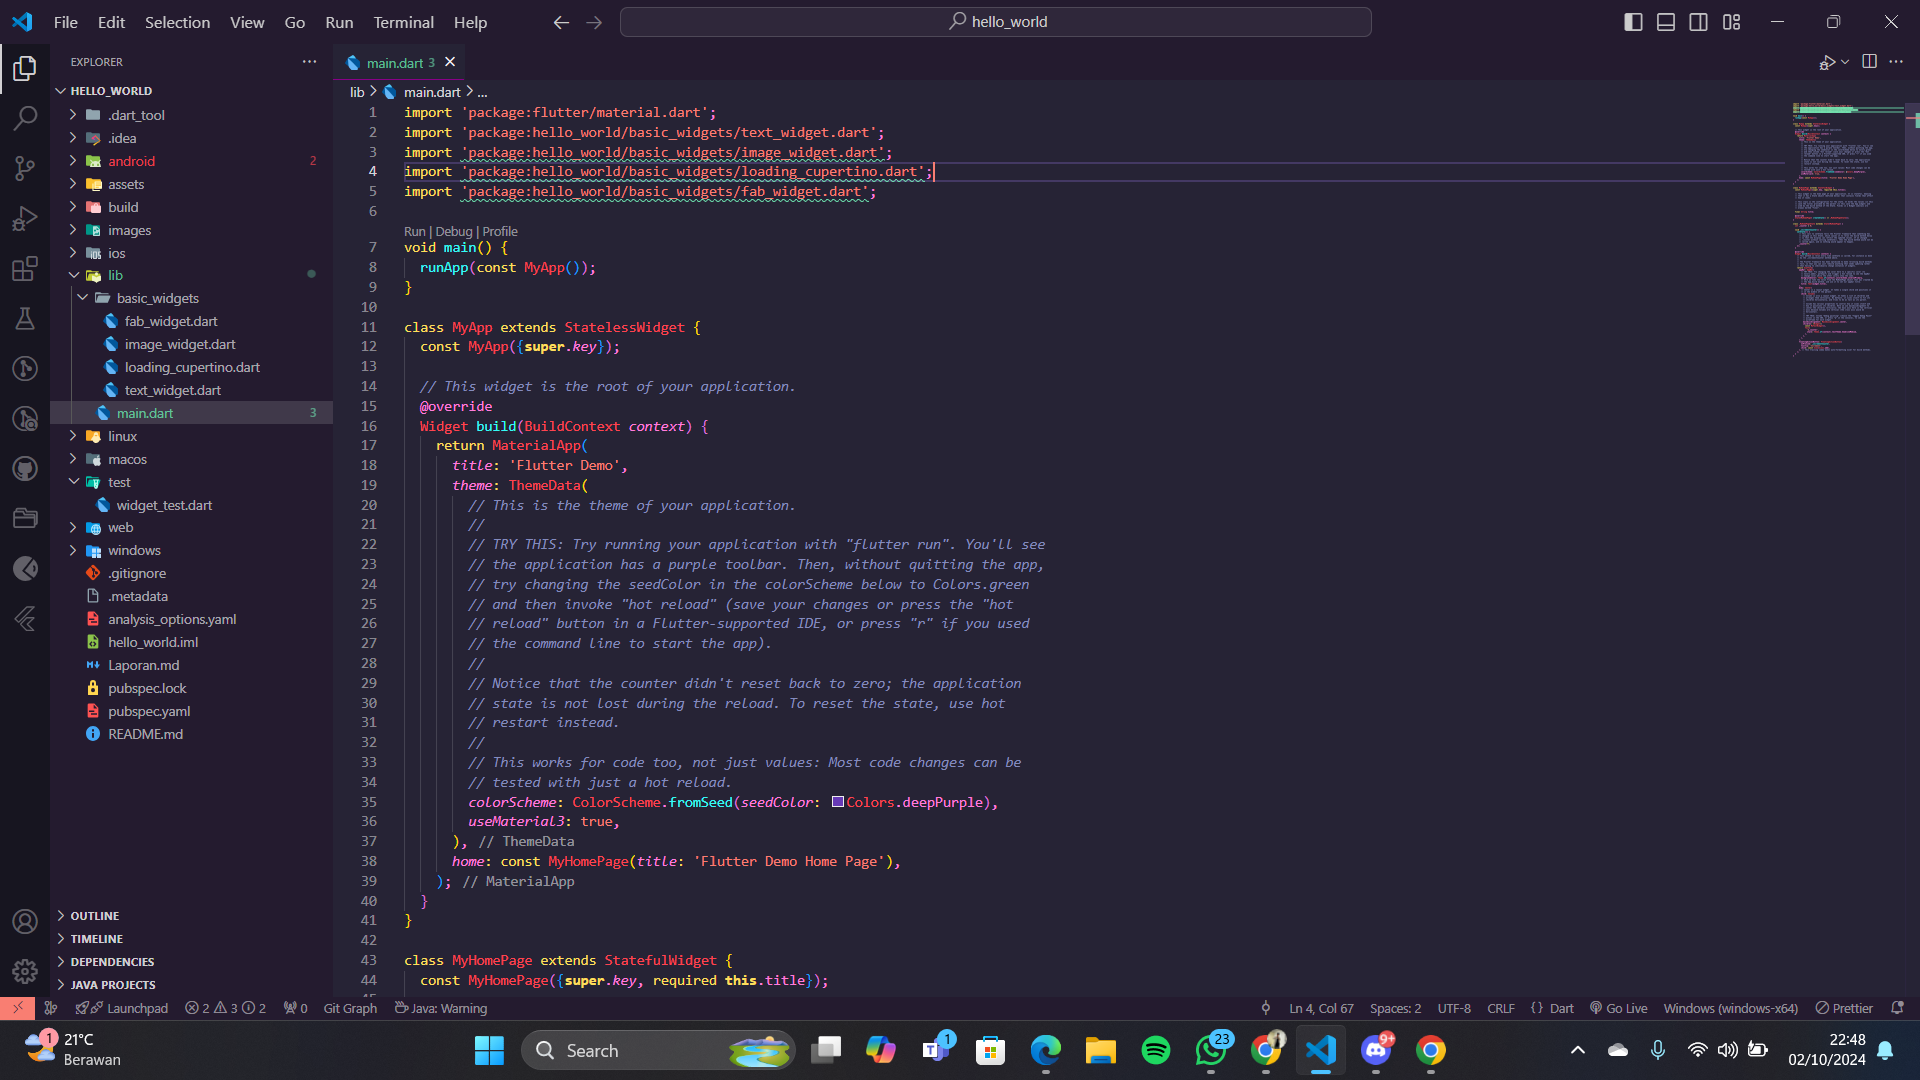 File Edit Selection View Go Run Terminal Help
hello_world
EXPLORER
HELLO_WORLD
.dart_tool
.idea
android 2
assets
build
images
ios
lib
basic_widgets
fab_widget.dart
image_widget.dart
loading_cupertino.dart
text_widget.dart
main.dart 3
linux
macos
test
widget_test.dart
web
windows
.gitignore
.metadata
analysis_options.yaml
hello_world.iml
Laporan.md
pubspec.lock
pubspec.yaml
README.md
OUTLINE
TIMELINE
DEPENDENCIES
JAVA PROJECTS
main.dart 3
lib > main.dart > ...
1 import 'package:flutter/material.dart';
2 import 'package:hello_world/basic_widgets/text_widget.dart';
3 import 'package:hello_world/basic_widgets/image_widget.dart';
4 import 'package:hello_world/basic_widgets/loading_cupertino.dart';
5 import 'package:hello_world/basic_widgets/fab_widget.dart';
6
Run | Debug | Profile
7 void main() {
8 runApp(const MyApp());
9 }
10
11 class MyApp extends StatelessWidget {
12 const MyApp({super.key});
13
14 // This widget is the root of your application.
15 @override
16 Widget build(BuildContext context) {
17 return MaterialApp(
18 title: 'Flutter Demo',
19 theme: ThemeData(
20 // This is the theme of your application.
21 //
22 // TRY THIS: Try running your application with "flutter run". You'll see
23 // the application has a purple toolbar. Then, without quitting the app,
24 // try changing the seedColor in the colorScheme below to Colors.green
25 // and then invoke "hot reload" (save your changes or press the "hot
26 // reload" button in a Flutter-supported IDE, or press "r" if you used
27 // the command line to start the app).
28 //
29 // Notice that the counter didn't reset back to zero; the application
30 // state is not lost during the reload. To reset the state, use hot
31 // restart instead.
32 //
33 // This works for code too, not just values: Most code changes can be
34 // tested with just a hot reload.
35 colorScheme: ColorScheme.fromSeed(seedColor: Colors.deepPurple),
36 useMaterial3: true,
37 ), // ThemeData
38 home: const MyHomePage(title: 'Flutter Demo Home Page'),
39 ); // MaterialApp
40 }
41 }
42
43 class MyHomePage extends StatefulWidget {
44 const MyHomePage({super.key, required this.title});
Launchpad 2 3 2 0 Git Graph Java: Warning Ln 4, Col 67 Spaces: 2 UTF-8 CRLF {} Dart Go Live Windows (windows-x64) Prettier
1 21°C
Berawan
Search
1
23
9+
22:48
02/10/2024